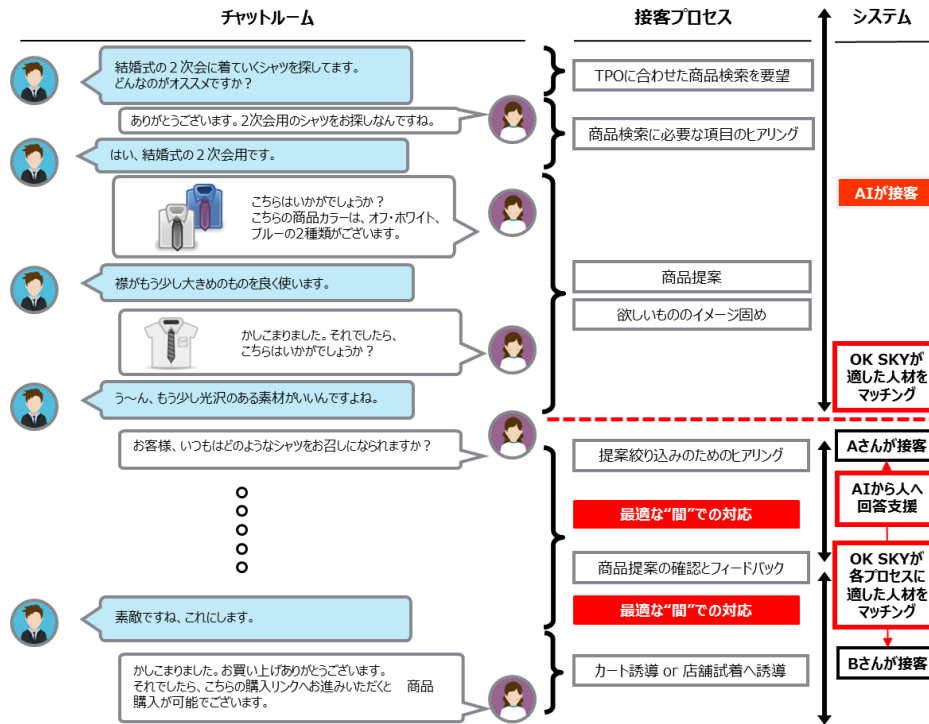 チャットルーム
接客プロセス
システム
結婚式の２次会に着ていくシャツを探してます。
どんなのがオススメですか？
TPOに合わせた商品検索を要望
ありがとうございます。2次会用のシャツをお探しなんですね。
商品検索に必要な項目のヒアリング
はい、結婚式の２次会用です。
AIが接客
こちらはいかがでしょうか？
こちらの商品カラーは、オフ・ホワイト、
ブルーの2種類がございます。
商品提案
襟がもう少し大きめのものを良く使います。
欲しいもののイメージ固め
かしこまりました。それでしたら、
こちらはいかがでしょうか？
OK SKYが
適した人材を
マッチング
う～ん、もう少し光沢のある素材がいいんですよね。
お客様、いつもはどのようなシャツをお召しになられますか？
提案絞り込みのためのヒアリング
Aさんが接客
AIから人へ
回答支援
最適な“間”での対応
商品提案の確認とフィードバック
OK SKYが
各プロセスに
適した人材を
マッチング
最適な“間”での対応
素敵ですね、これにします。
カート誘導 or 店舗試着へ誘導
Bさんが接客
かしこまりました。お買い上げありがとうございます。
それでしたら、こちらの購入リンクへお進みいただくと　商品
購入が可能でございます。